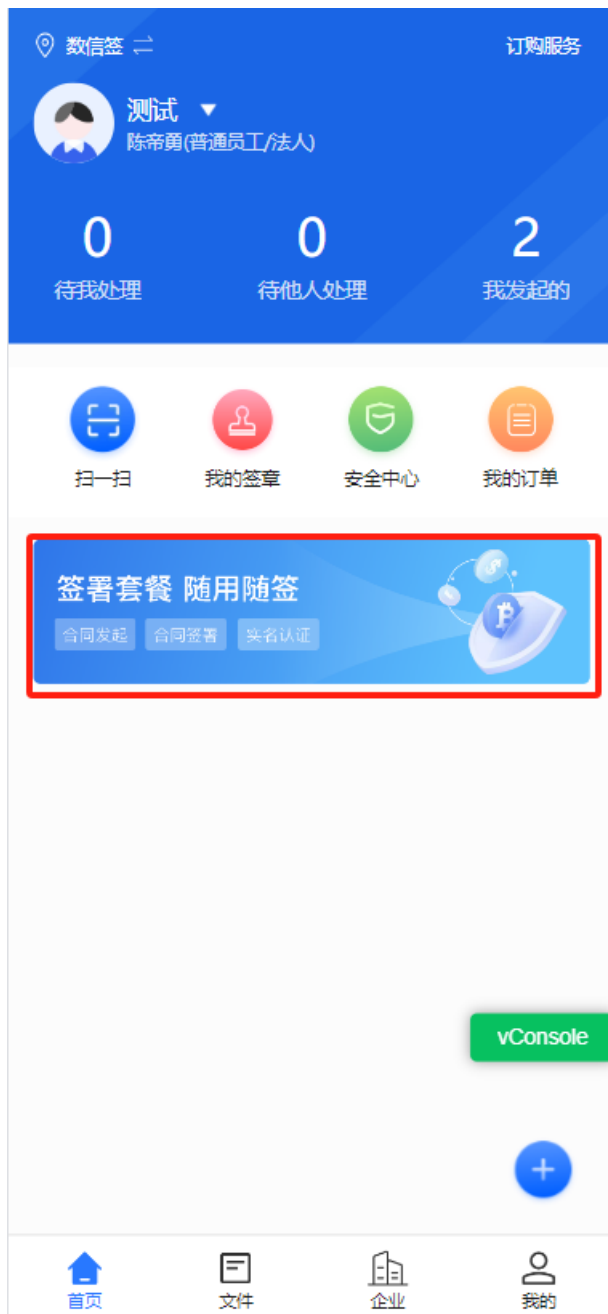 数信签 订购服务
测试
陈帝勇(普通员工/法人)
0 0 2
待我处理 待他人处理 我发起的
扫一扫 我的签章 安全中心 我的订单
签署套餐 随用随签
合同发起 合同签署 实名认证
vConsole
首页 文件 企业 我的